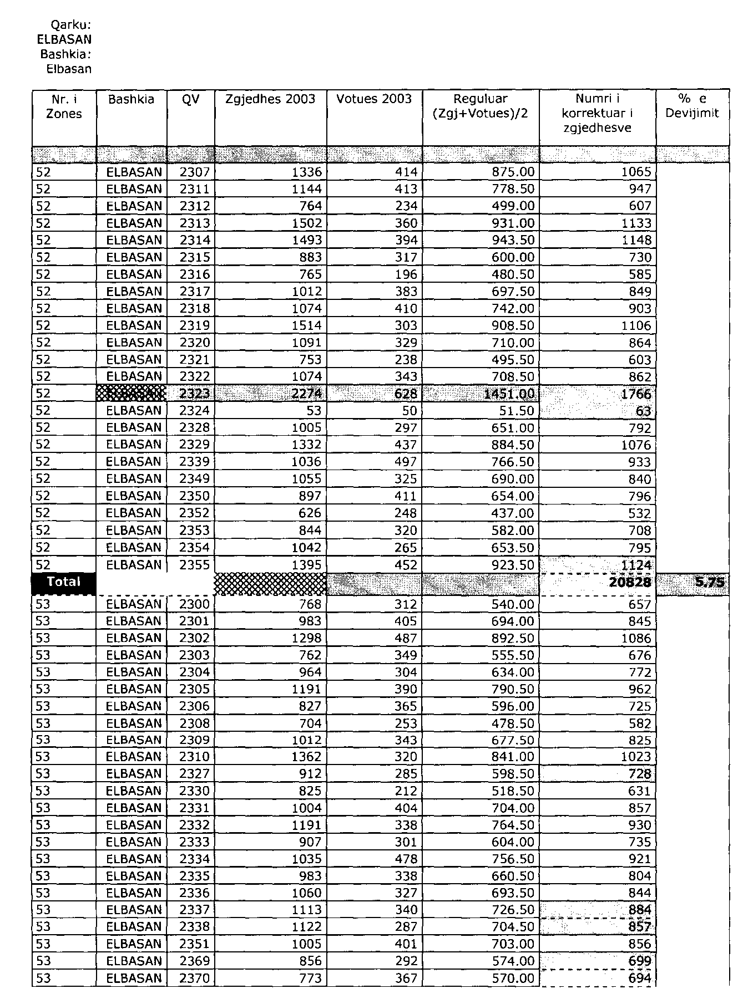 Qarku:
ELBASAN
Bashkia:
Elbasan
Nr. i Zones Bashkia QV Zgjedhes 2003 Votues 2003 Reguluar (Zgj+Votues)/2 Numri i korrektuar i zgjedhesve % e Devijimit
52 ELBASAN 2307 1336 414 875.00 1065
52 ELBASAN 2311 1144 413 778.50 947
52 ELBASAN 2312 764 234 499.00 607
52 ELBASAN 2313 1502 360 931.00 1133
52 ELBASAN 2314 1493 394 943.50 1148
52 ELBASAN 2315 883 317 600.00 730
52 ELBASAN 2316 765 196 480.50 585
52 ELBASAN 2317 1012 383 697.50 849
52 ELBASAN 2318 1074 410 742.00 903
52 ELBASAN 2319 1514 303 908.50 1106
52 ELBASAN 2320 1091 329 710.00 864
52 ELBASAN 2321 753 238 495.50 603
52 ELBASAN 2322 1074 343 708.50 862
52 2323 2274 628 1451.00 1766
52 ELBASAN 2324 53 50 51.50 63
52 ELBASAN 2328 1005 297 651.00 792
52 ELBASAN 2329 1332 437 884.50 1076
52 ELBASAN 2339 1036 497 766.50 933
52 ELBASAN 2349 1055 325 690.00 840
52 ELBASAN 2350 897 411 654.00 796
52 ELBASAN 2352 626 248 437.00 532
52 ELBASAN 2353 844 320 582.00 708
52 ELBASAN 2354 1042 265 653.50 795
52 ELBASAN 2355 1395 452 923.50 1124
Total 20828 5.75
53 ELBASAN 2300 768 312 540.00 657
53 ELBASAN 2301 983 405 694.00 845
53 ELBASAN 2302 1298 487 892.50 1086
53 ELBASAN 2303 762 349 555.50 676
53 ELBASAN 2304 964 304 634.00 772
53 ELBASAN 2305 1191 390 790.50 962
53 ELBASAN 2306 827 365 596.00 725
53 ELBASAN 2308 704 253 478.50 582
53 ELBASAN 2309 1012 343 677.50 825
53 ELBASAN 2310 1362 320 841.00 1023
53 ELBASAN 2327 912 285 598.50 728
53 ELBASAN 2330 825 212 518.50 631
53 ELBASAN 2331 1004 404 704.00 857
53 ELBASAN 2332 1191 338 764.50 930
53 ELBASAN 2333 907 301 604.00 735
53 ELBASAN 2334 1035 478 756.50 921
53 ELBASAN 2335 983 338 660.50 804
53 ELBASAN 2336 1060 327 693.50 844
53 ELBASAN 2337 1113 340 726.50 884
53 ELBASAN 2338 1122 287 704.50 857
53 ELBASAN 2351 1005 401 703.00 856
53 ELBASAN 2369 856 292 574.00 699
53 ELBASAN 2370 773 367 570.00 694